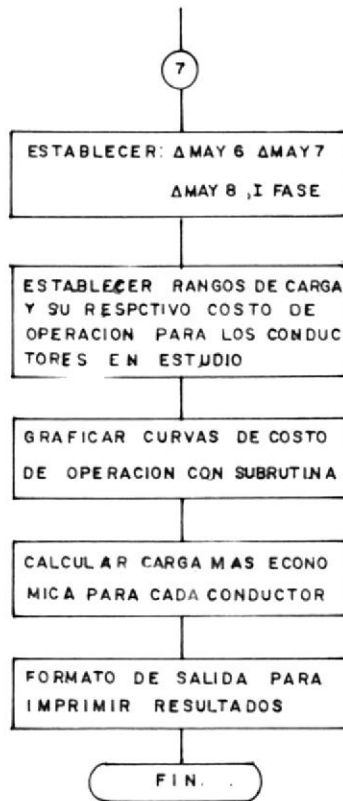 7
ESTABLECER: ΔMAY 6 ΔMAY 7
ΔMAY 8 , I FASE
ESTABLECER RANGOS DE CARGA
Y SU RESPCTIVO COSTO DE
OPERACION PARA LOS CONDUC
TORES EN ESTUDIO
GRAFICAR CURVAS DE COSTO
DE OPERACION CON SUBRUTINA
CALCULAR CARGA MAS ECONO
MICA PARA CADA CONDUCTOR
FORMATO DE SALIDA PARA
IMPRIMIR RESULTADOS
FIN. .